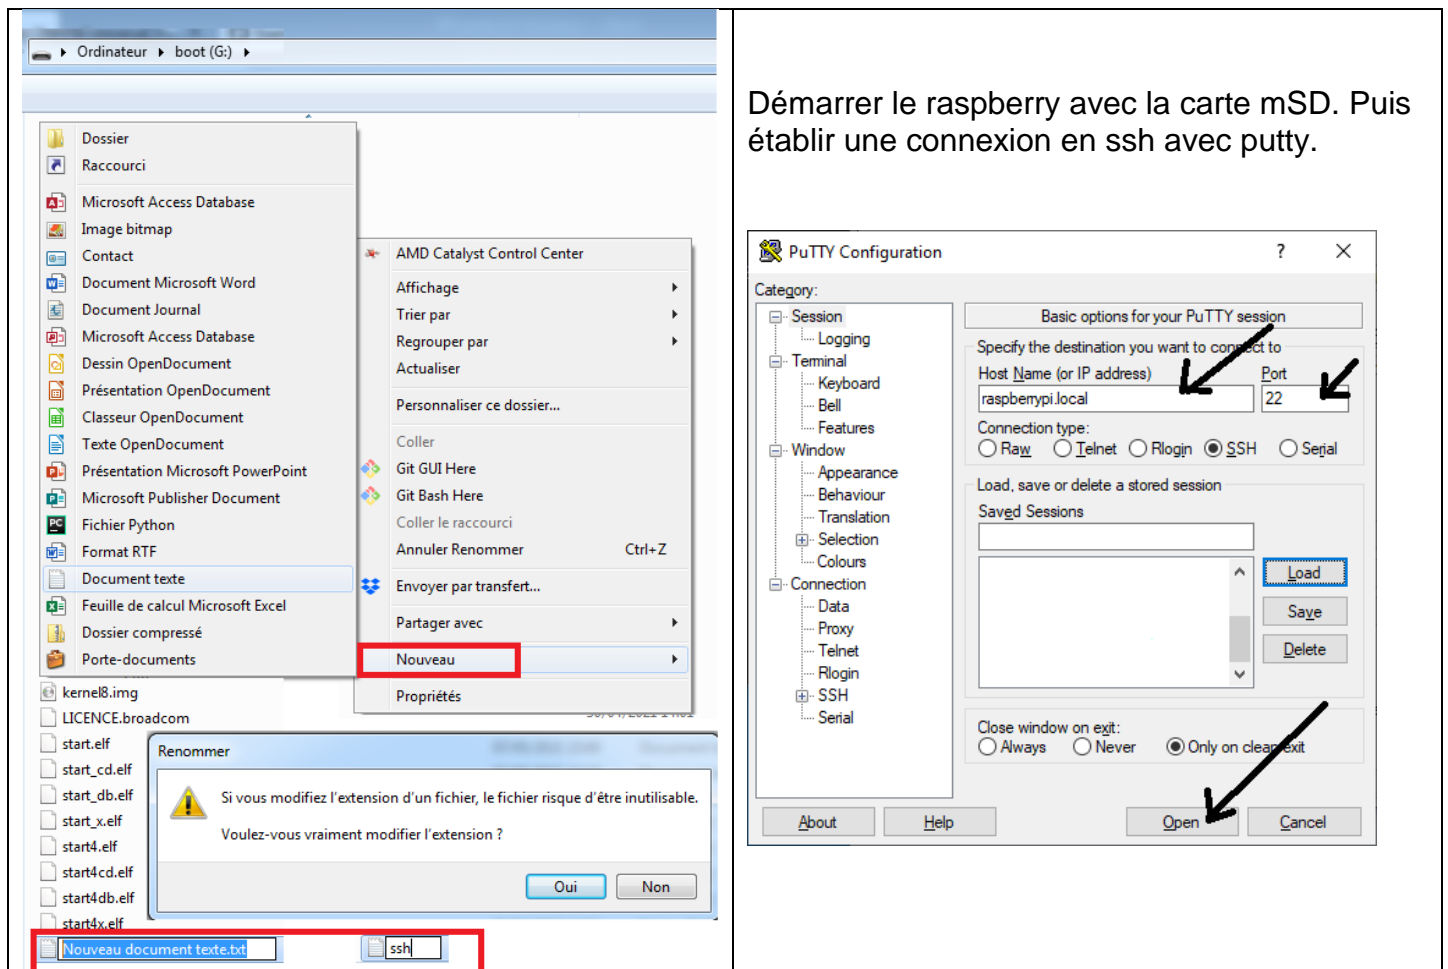 Ordinateur ▸ boot (G:) ▸
Dossier
Raccourci
Microsoft Access Database
Image bitmap
Contact
Document Microsoft Word
Document Journal
Microsoft Access Database
Dessin OpenDocument
Présentation OpenDocument
Classeur OpenDocument
Texte OpenDocument
Présentation Microsoft PowerPoint
Microsoft Publisher Document
Fichier Python
Format RTF
Document texte
Feuille de calcul Microsoft Excel
Dossier compressé
Porte-documents
AMD Catalyst Control Center
Affichage
Trier par
Regrouper par
Actualiser
Personnaliser ce dossier...
Coller
Git GUI Here
Git Bash Here
Coller le raccourci
Annuler Renommer Ctrl+Z
Envoyer par transfert...
Partager avec
Nouveau
Propriétés
kernel8.img
LICENCE.broadcom
start.elf
start_cd.elf
start_db.elf
start_x.elf
start4.elf
start4cd.elf
start4db.elf
start4x.elf
Renommer
Si vous modifiez l'extension d'un fichier, le fichier risque d'être inutilisable.
Voulez-vous vraiment modifier l'extension ?
Oui Non
Nouveau document texte.txt
ssh
Démarrer le raspberry avec la carte mSD. Puis
établir une connexion en ssh avec putty.
PuTTY Configuration ? X
Category:
Session
Logging
Terminal
Keyboard
Bell
Features
Window
Appearance
Behaviour
Translation
Selection
Colours
Connection
Data
Proxy
Telnet
Rlogin
SSH
Serial
Basic options for your PuTTY session
Specify the destination you want to connect to
Host Name (or IP address) Port
raspberrypi.local 22
Connection type:
Raw Telnet Rlogin SSH Serial
Load, save or delete a stored session
Saved Sessions
Load
Save
Delete
Close window on exit:
Always Never Only on clean exit
About Help Open Cancel